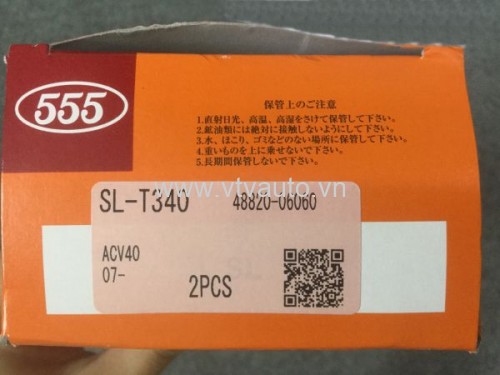 555
保管上のご注意
1.直射日光、高温、高湿をさけて保管して下さい。
2.鉱油類には絶対に接触しないようにして下さい。
3.水、ほこり、ゴミなどのない場所に保管して下さい。
4.重いものを上に乗せないで下さい。
5.長期間保管しないで下さい。
www.vtvauto.vn
SL-T340 48820-06060
ACV40
07-
2PCS